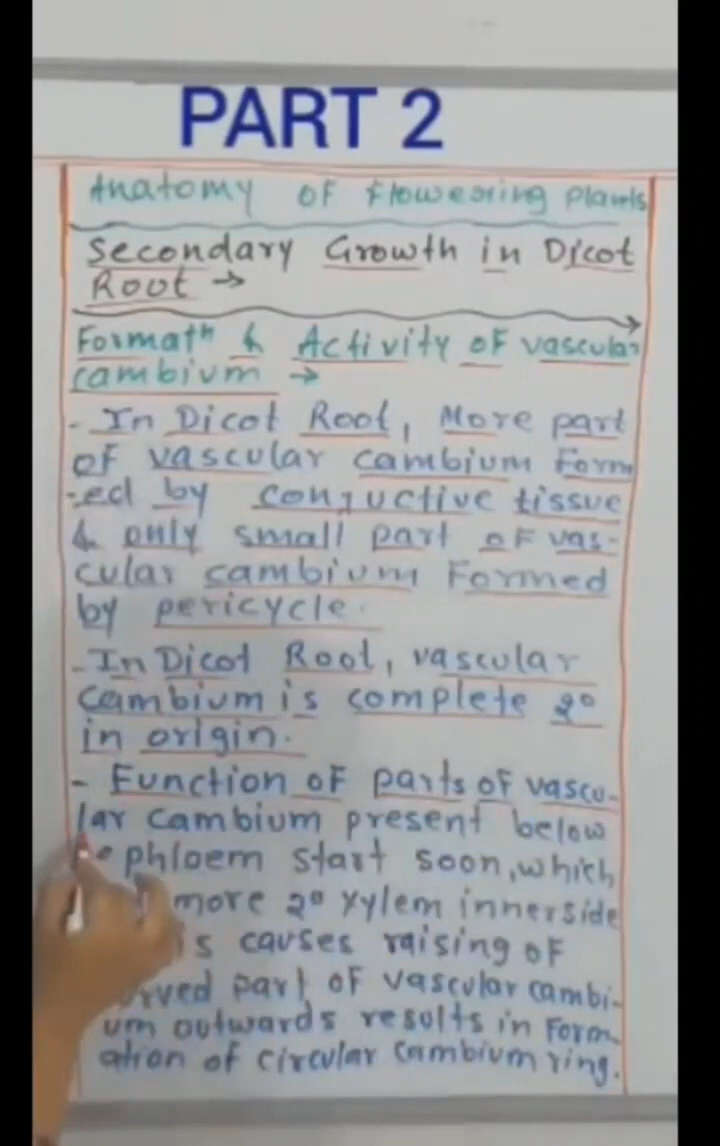 PART 2
Anatomy of Flowering Plants
Secondary Growth in Dicot
Root →
Formatn & Activity of vascular
cambium →
- In Dicot Root, More part
of vascular cambium Form
-ed by conjuctive tissue
& only small part of vas-
cular cambium Formed
by pericycle.
- In Dicot Root, vascular
cambium is complete 2°
in origin.
- Function of parts of vascu-
lar cambium present below
phloem start soon, which
more 2° xylem innerside
is causes raising of
rved part of vascular cambi-
um outwards results in Form-
ation of circular cambium ring.